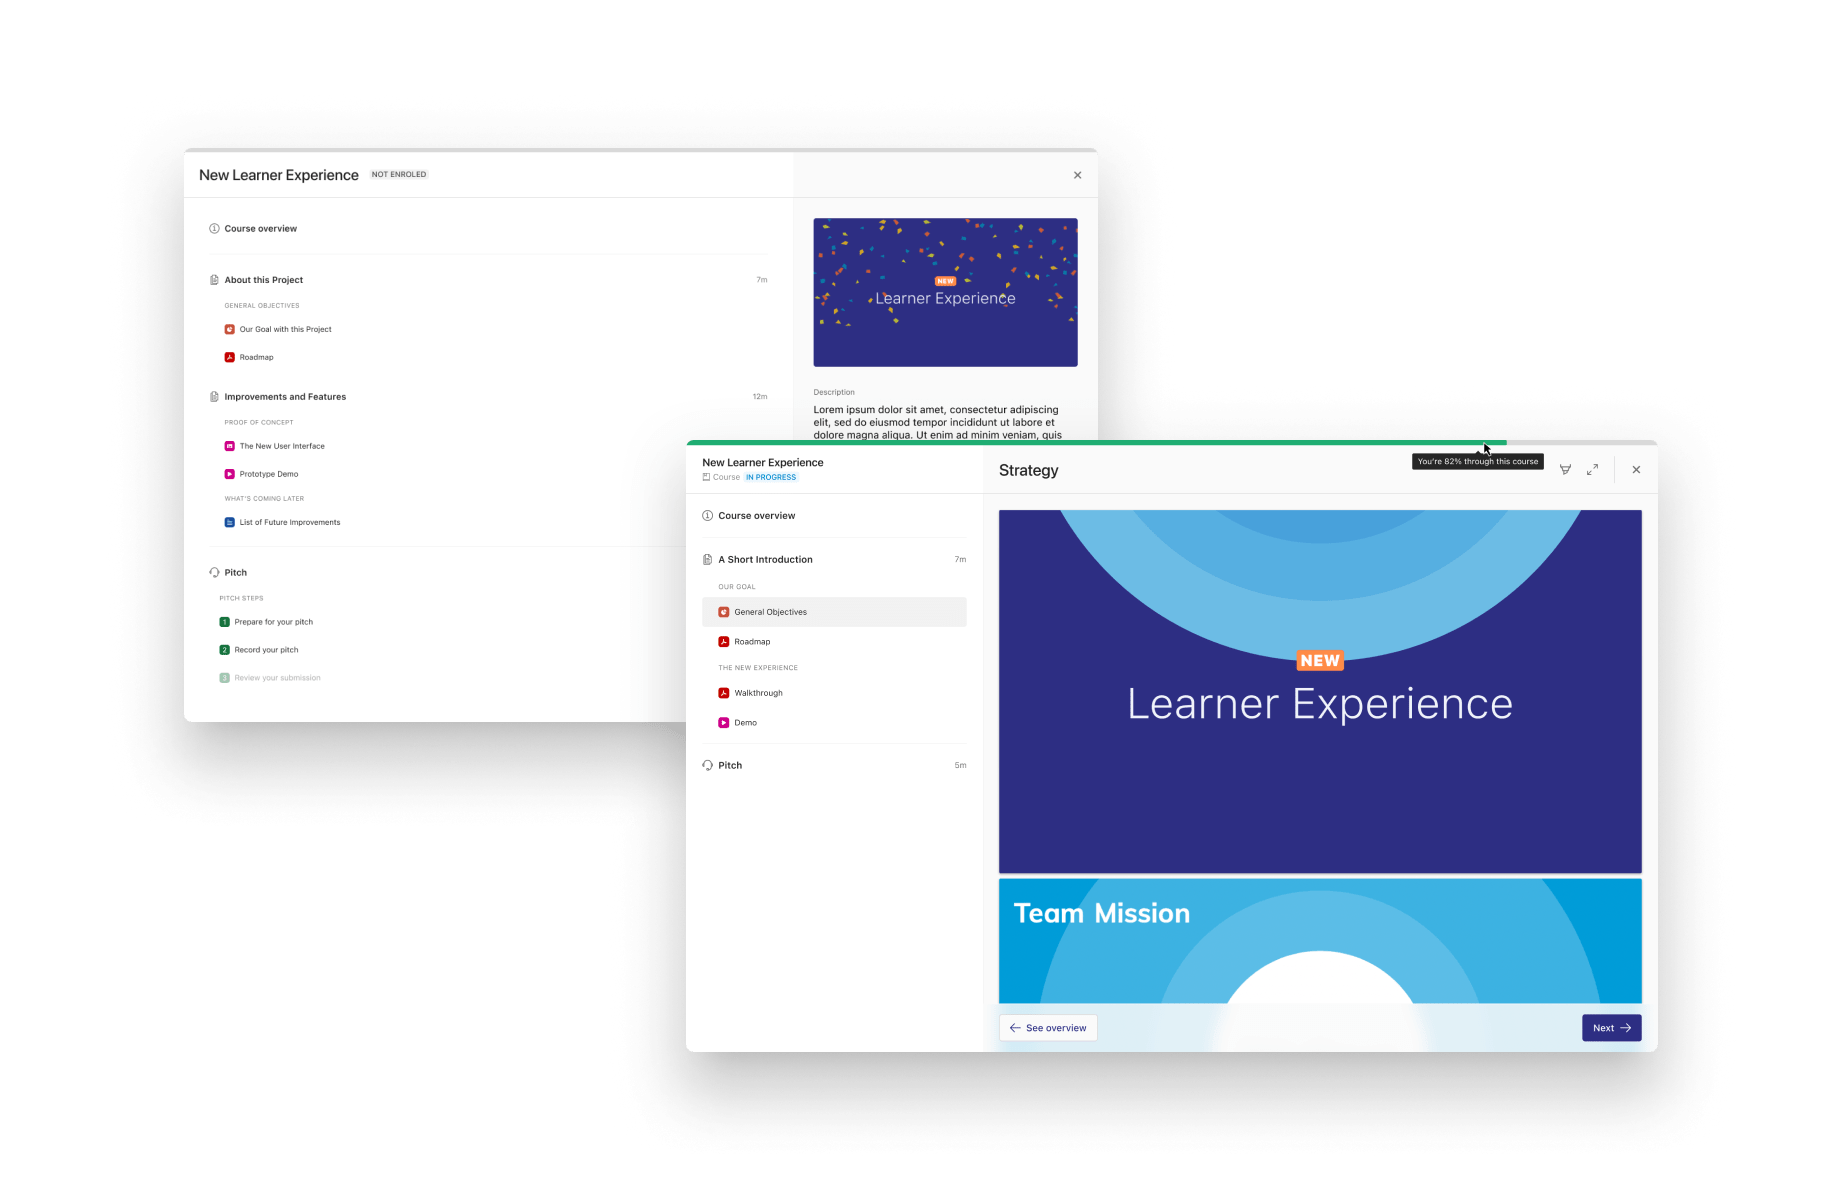 New Learner Experience NOT ENROLED
Course overview
About this Project 7m
GENERAL OBJECTIVES
Our Goal with this Project
Roadmap
Improvements and Features 12m
PROOF OF CONCEPT
The New User Interface
Prototype Demo
WHAT'S COMING LATER
List of Future Improvements
Pitch
PITCH STEPS
1 Prepare for your pitch
2 Record your pitch
3 Review your submission
NEW
Learner Experience
Description
Lorem ipsum dolor sit amet, consectetur adipiscing
elit, sed do eiusmod tempor incididunt ut labore et
dolore magna aliqua. Ut enim ad minim veniam, quis
New Learner Experience
Course IN PROGRESS
Course overview
A Short Introduction 7m
OUR GOAL
General Objectives
Roadmap
THE NEW EXPERIENCE
Walkthrough
Demo
Pitch 5m
Strategy
You're 82% through this course
NEW
Learner Experience
Team Mission
See overview
Next